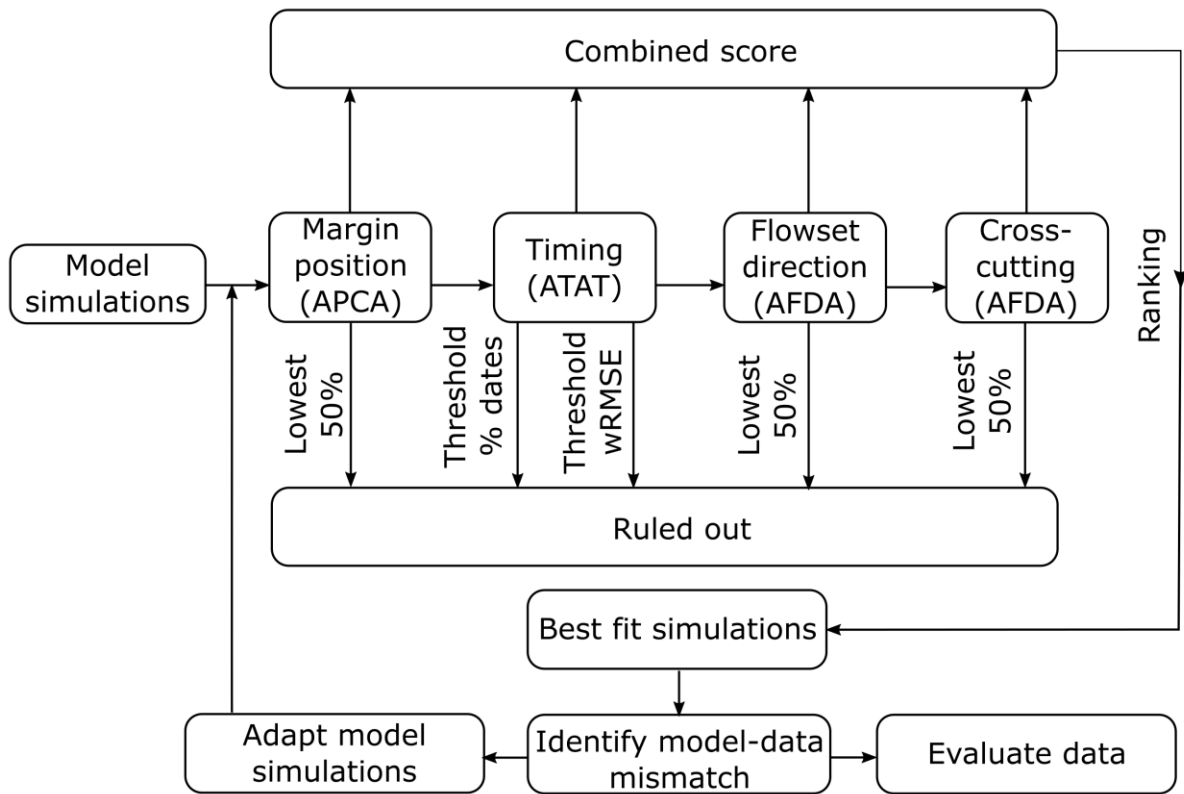 Combined score
Model
simulations
Margin
position
(APCA)
Timing
(ATAT)
Flowset
direction
(AFDA)
Cross-
cutting
(AFDA)
Ranking
Lowest
50%
Threshold
% dates
Threshold
wRMSE
Lowest
50%
Lowest
50%
Ruled out
Best fit simulations
Adapt model
simulations
Identify model-data
mismatch
Evaluate data